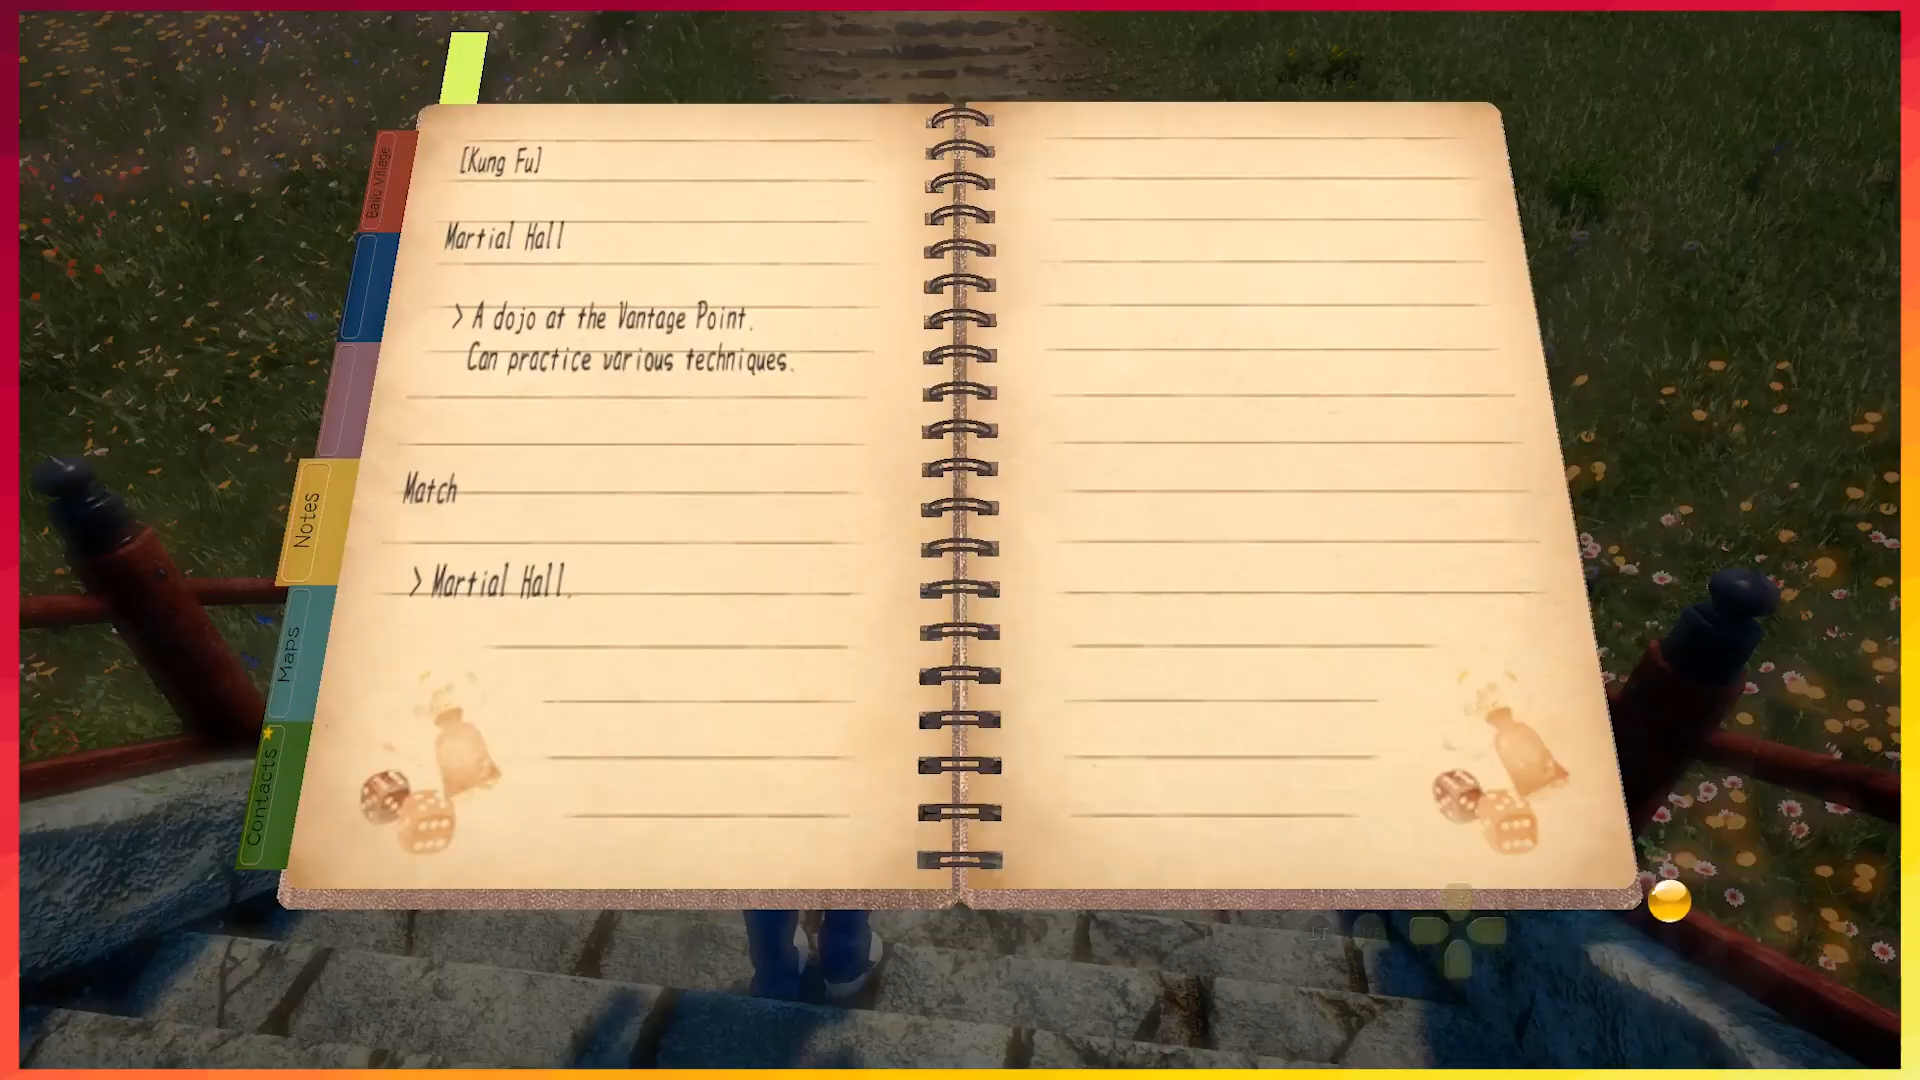 [Kung Fu]
Martial Hall
> A dojo at the Vantage Point.
Can practice various techniques.
Match
> Martial Hall.
Bailu Village
Notes
Maps
Contacts
LT